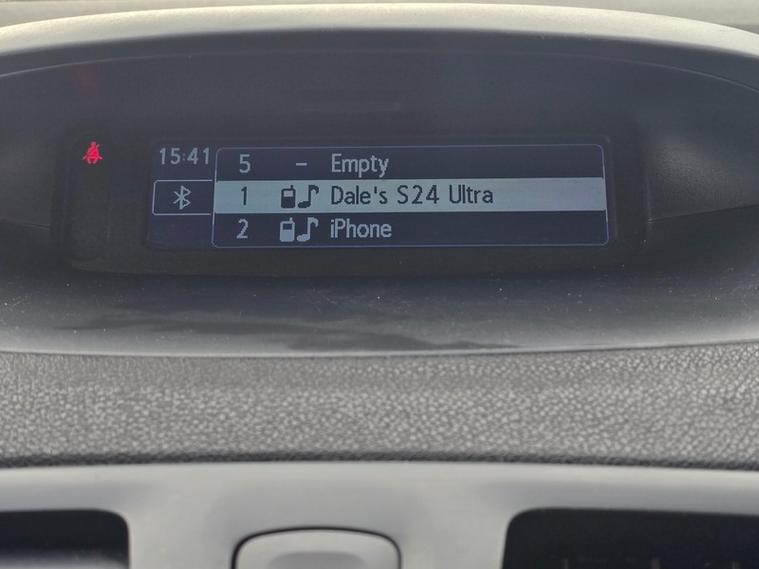 15:41
5 – Empty
1 Dale's S24 Ultra
2 iPhone